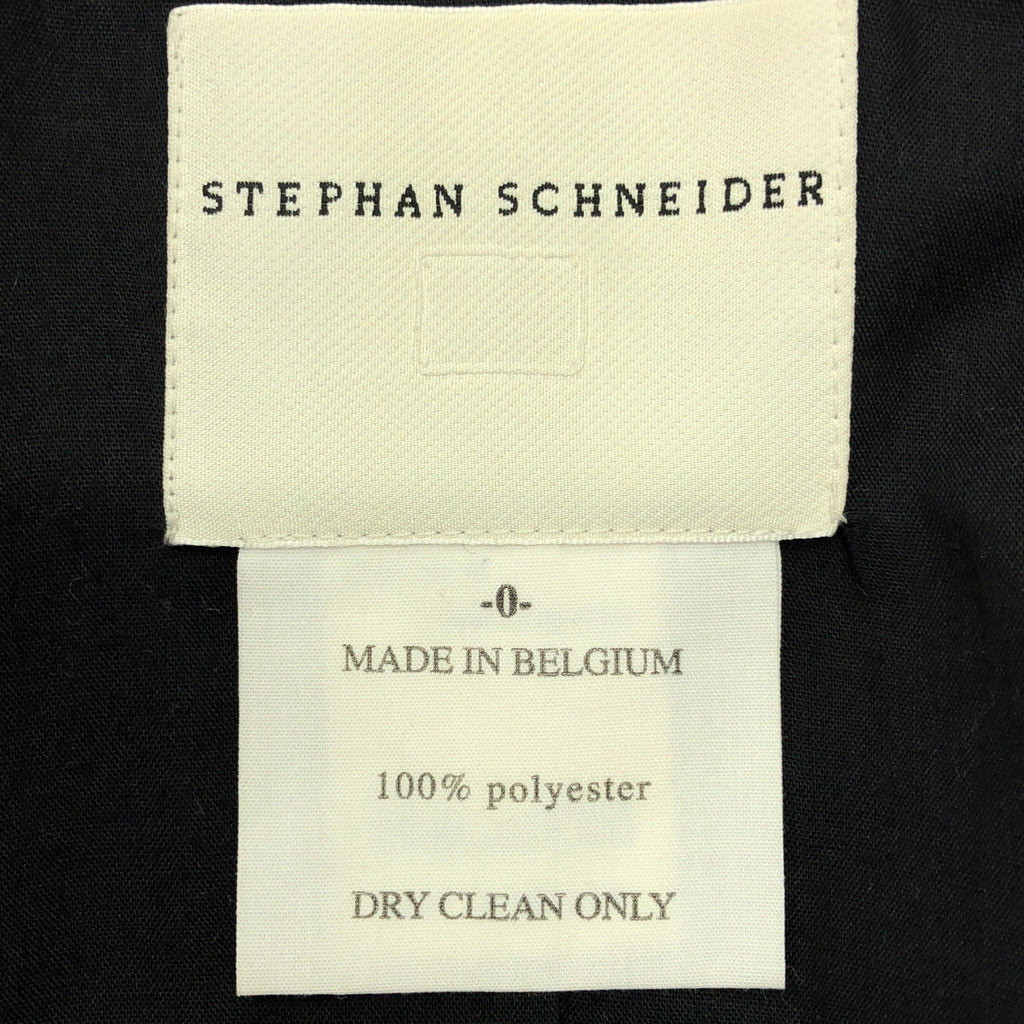 STEPHAN SCHNEIDER
-0-
MADE IN BELGIUM
100% polyester
DRY CLEAN ONLY